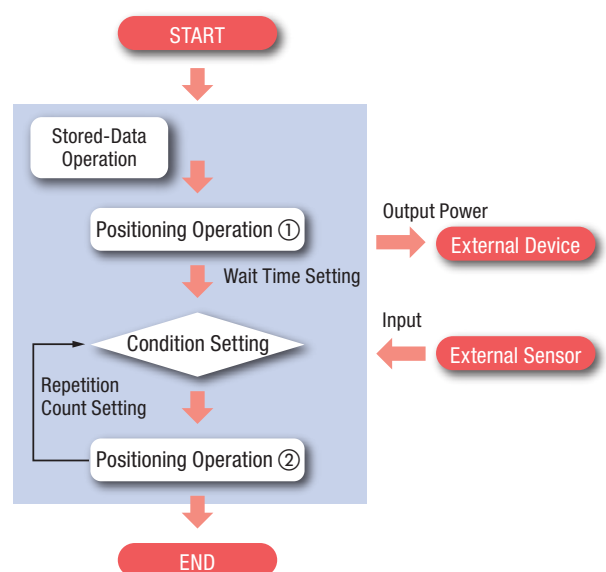 START
Stored-Data
Operation
Positioning Operation ①
Output Power
External Device
Wait Time Setting
Input
Condition Setting
External Sensor
Repetition
Count Setting
Positioning Operation ②
END